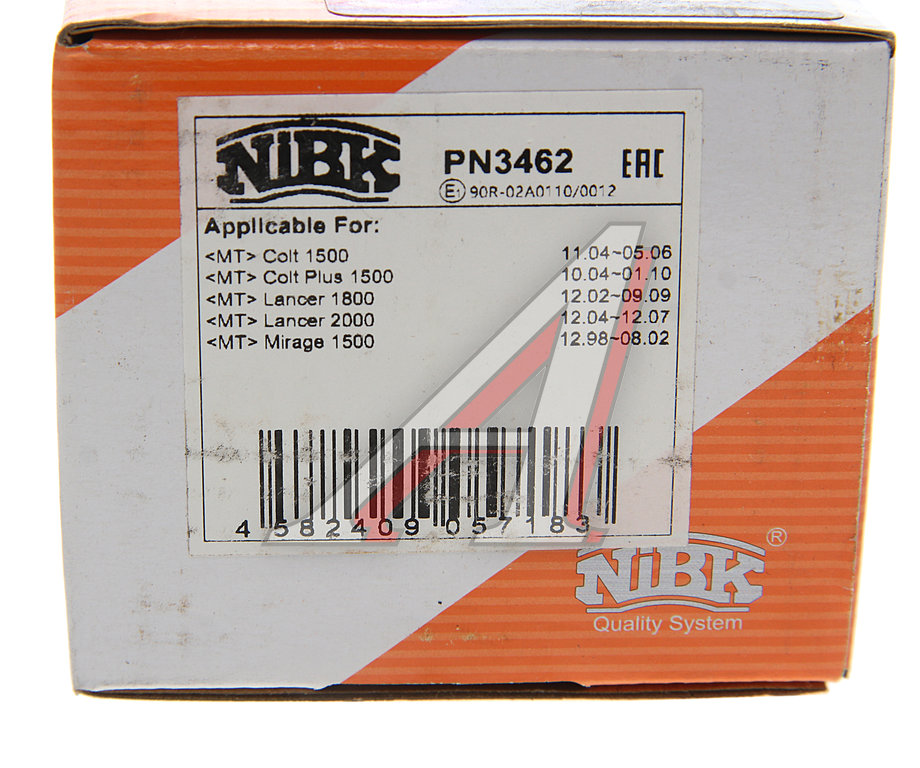 NiBK PN3462 EAC
E1 90R-02A0110/0012
Applicable For:
<MT> Colt 1500 11.04~05.06
<MT> Colt Plus 1500 10.04~01.10
<MT> Lancer 1800 12.02~09.09
<MT> Lancer 2000 12.04~12.07
<MT> Mirage 1500 12.98~08.02
4 582409 057183
NiBK ®
Quality System